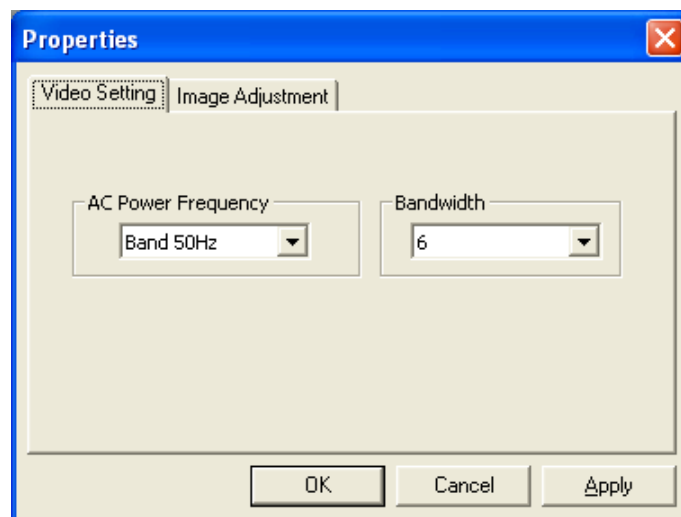 Properties
Video Setting Image Adjustment
AC Power Frequency Bandwidth
Band 50Hz 6
OK Cancel Apply